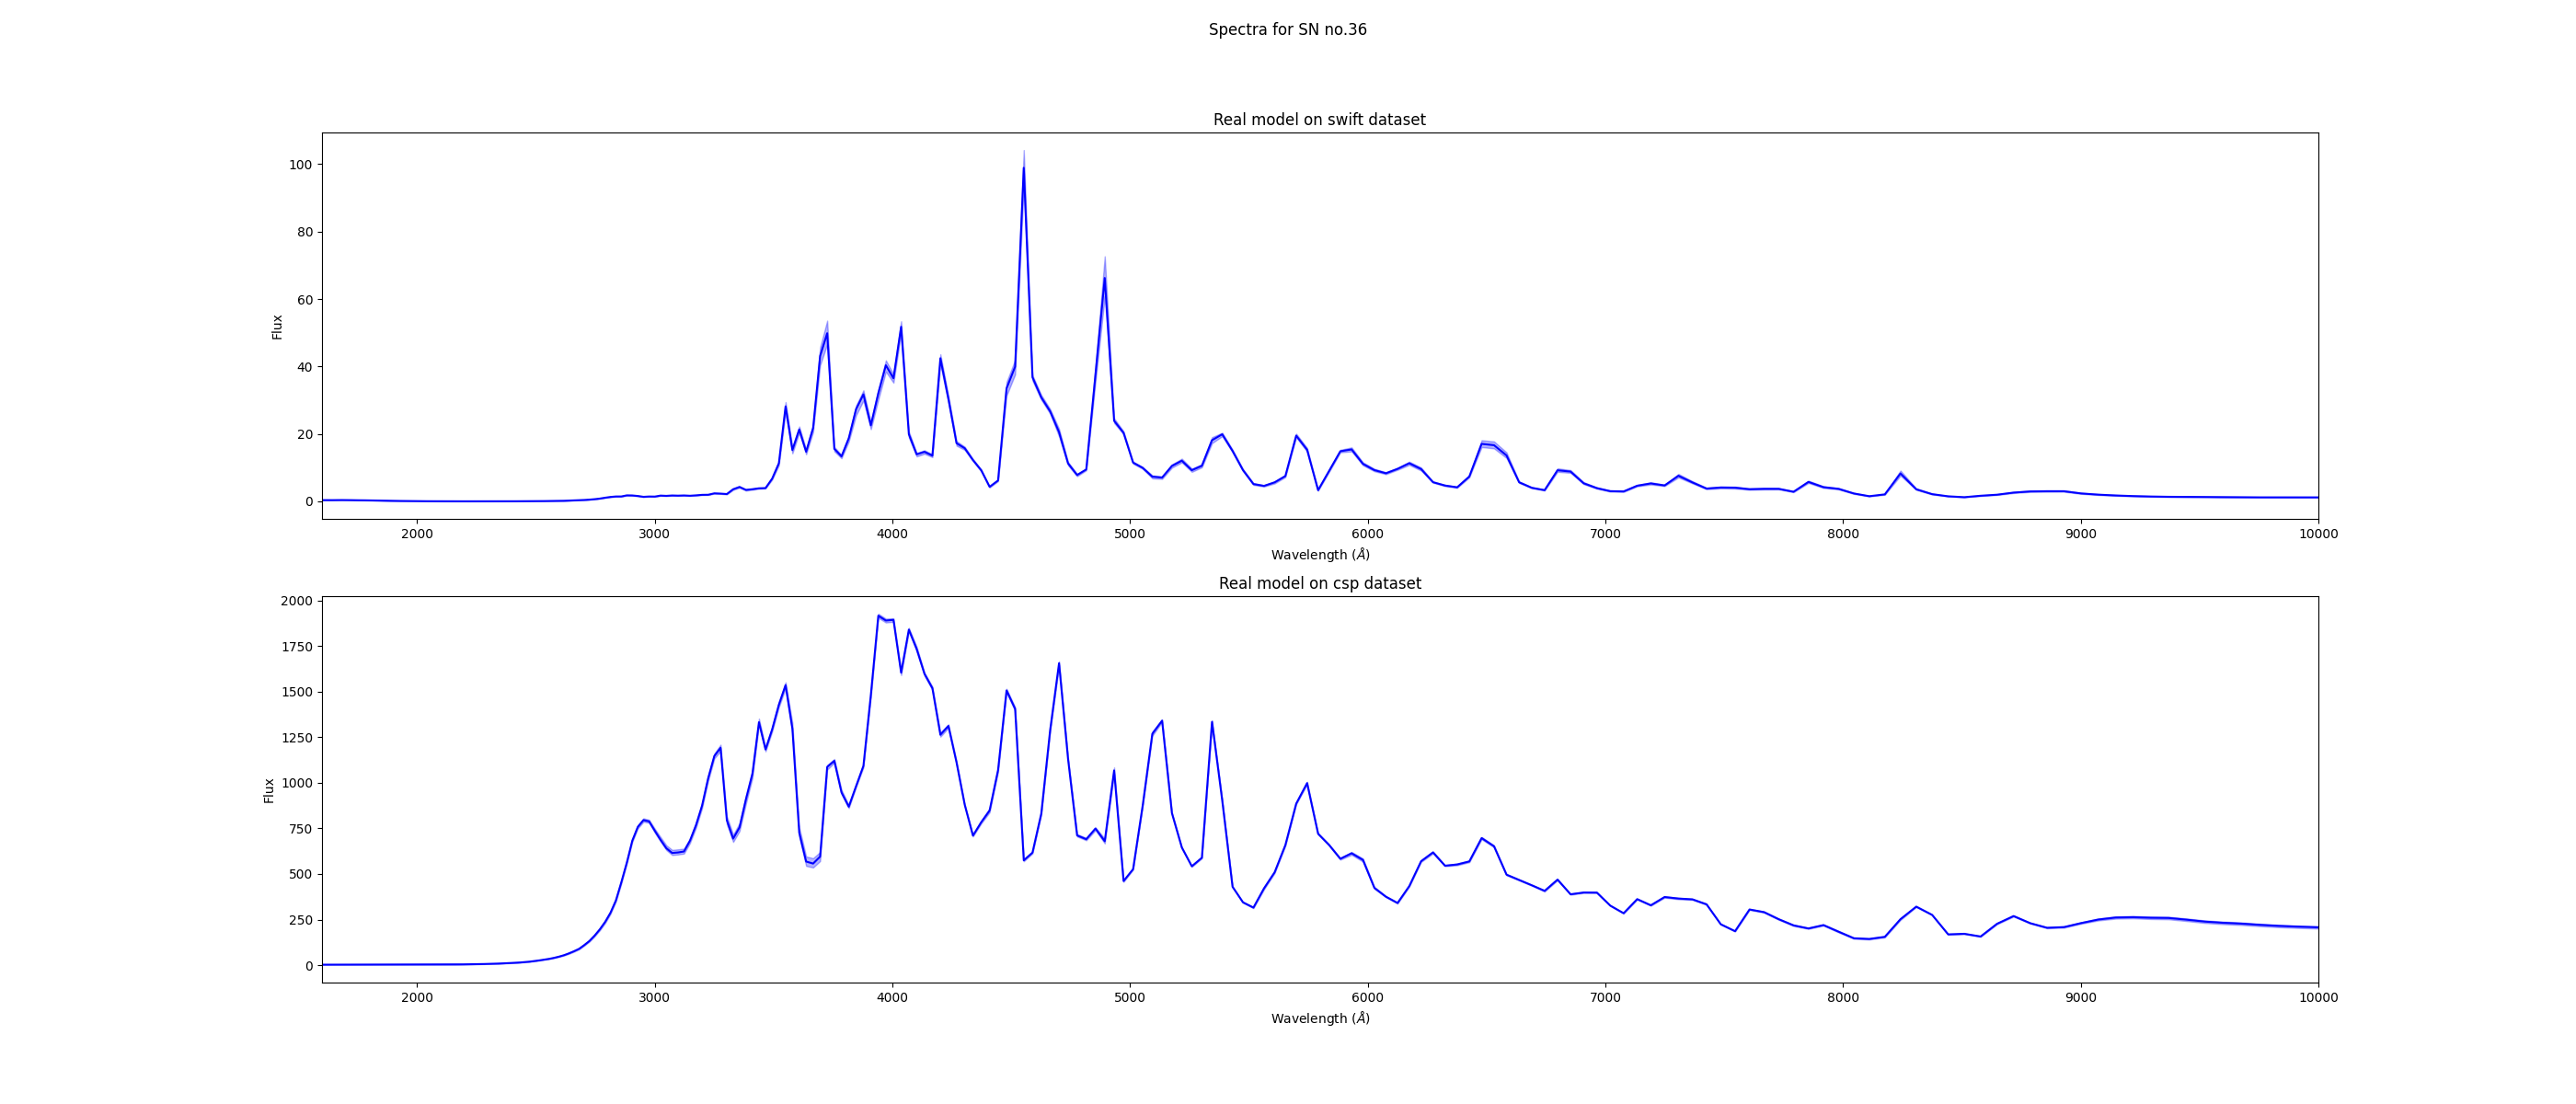 Spectra for SN no.36
Real model on swift dataset
100
80
60
40
20
0
Flux
2000 3000 4000 5000 6000 7000 8000 9000 10000
Wavelength (Å)
Real model on csp dataset
2000
1750
1500
1250
1000
750
500
250
0
Flux
2000 3000 4000 5000 6000 7000 8000 9000 10000
Wavelength (Å)